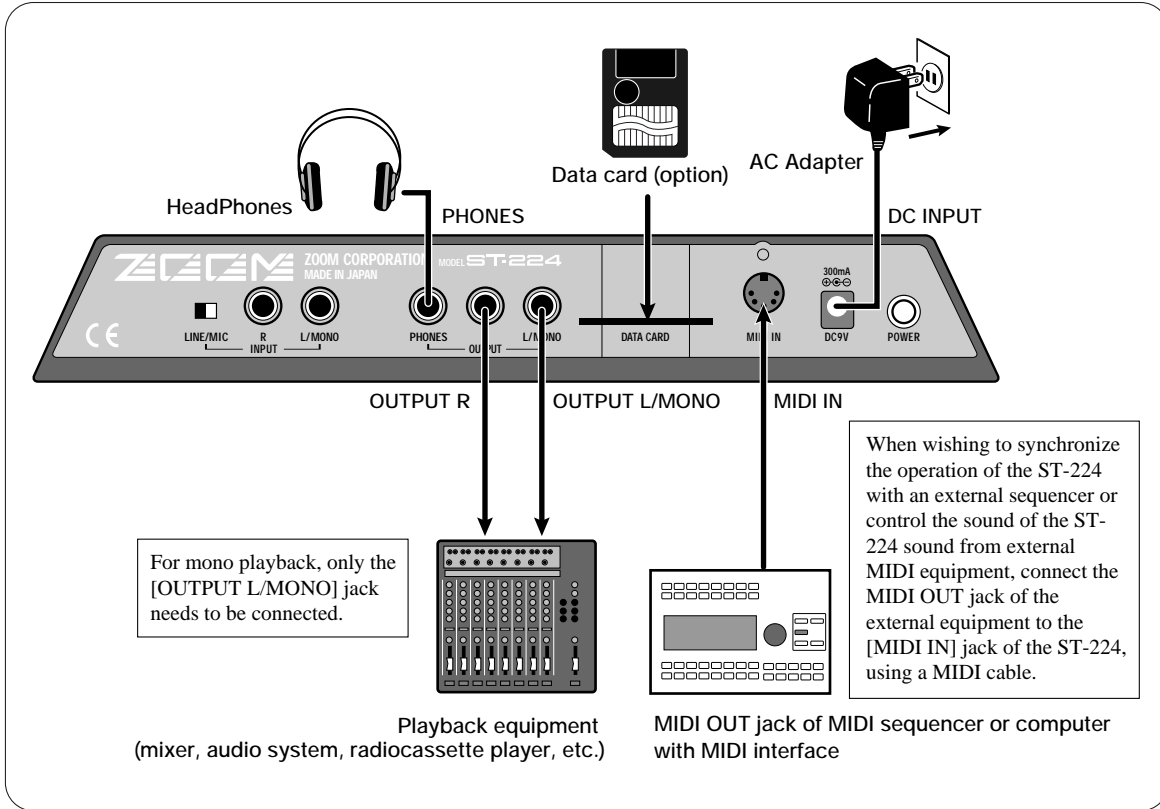 AC Adapter
Data card (option)
HeadPhones
PHONES
DC INPUT
ZOOM
ZOOM CORPORATION
MADE IN JAPAN
MODEL ST-224
300mA
CE
LINE/MIC
R
L/MONO
INPUT
PHONES
R
L/MONO
OUTPUT
DATA CARD
MIDI IN
DC9V
POWER
OUTPUT R
OUTPUT L/MONO
MIDI IN
For mono playback, only the
[OUTPUT L/MONO] jack
needs to be connected.
When wishing to synchronize
the operation of the ST-224
with an external sequencer or
control the sound of the ST-
224 sound from external
MIDI equipment, connect the
MIDI OUT jack of the
external equipment to the
[MIDI IN] jack of the ST-224,
using a MIDI cable.
Playback equipment
(mixer, audio system, radiocassette player, etc.)
MIDI OUT jack of MIDI sequencer or computer
with MIDI interface